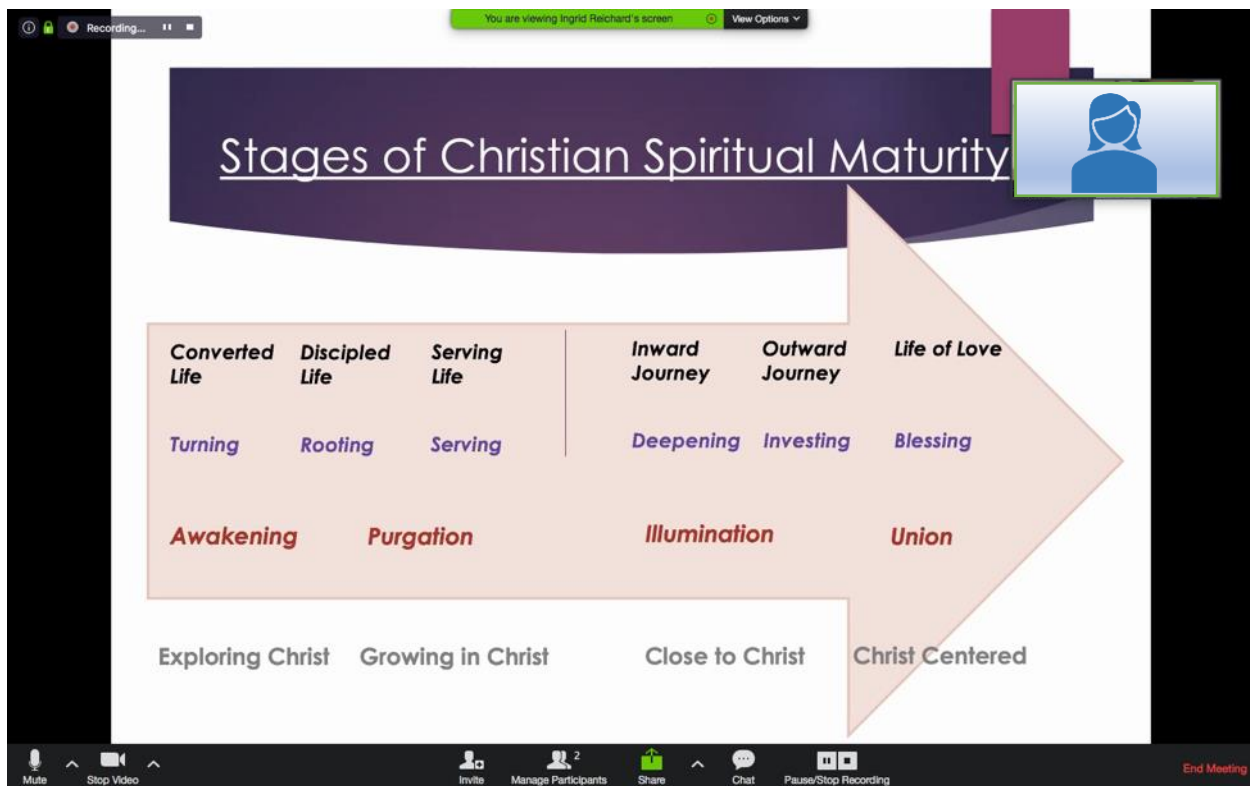 Recording...
You are viewing Ingrid Reichard's screen
View Options
Stages of Christian Spiritual Maturity
Converted Life
Discipled Life
Serving Life
Inward Journey
Outward Journey
Life of Love
Turning
Rooting
Serving
Deepening
Investing
Blessing
Awakening
Purgation
Illumination
Union
Exploring Christ
Growing in Christ
Close to Christ
Christ Centered
Mute
Stop Video
Invite
2
Manage Participants
Share
Chat
Pause/Stop Recording
End Meeting